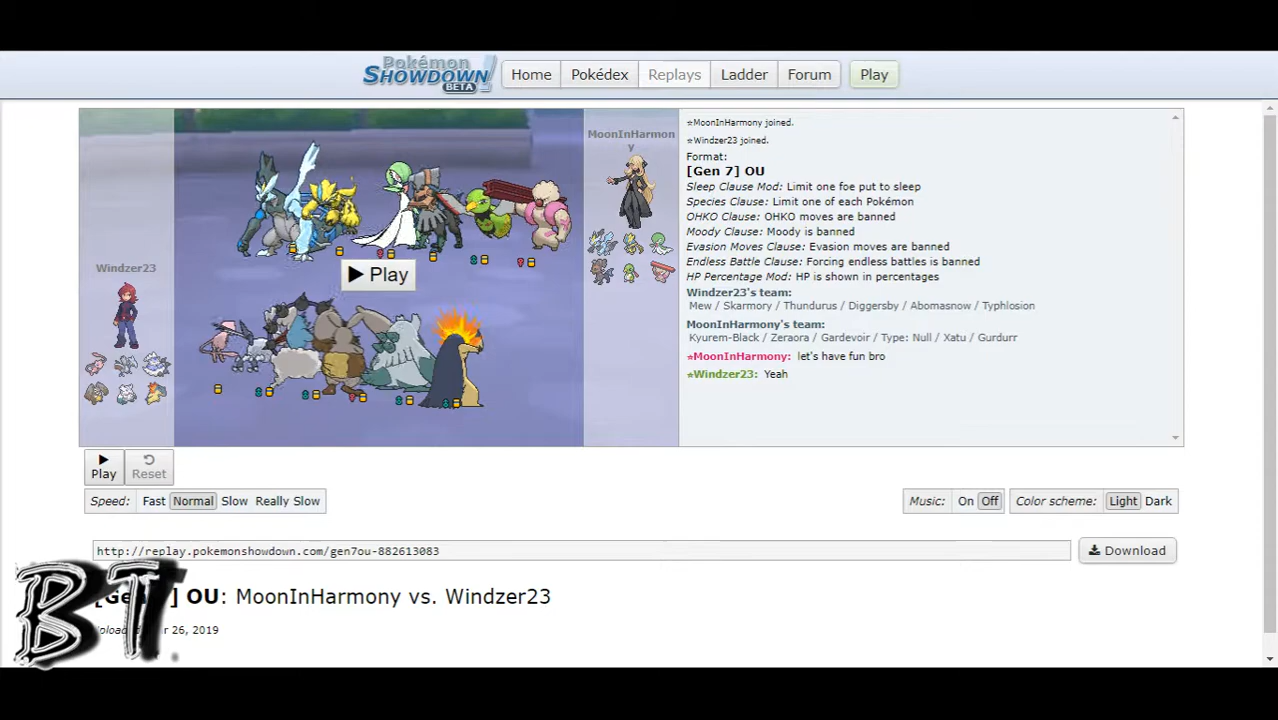 Pokémon
SHOWDOWN!
BETA
Home
Pokédex
Replays
Ladder
Forum
Play
MoonInHarmon
y
Windzer23
Play
☆MoonInHarmony joined.
☆Windzer23 joined.
Format:
[Gen 7] OU
Sleep Clause Mod: Limit one foe put to sleep
Species Clause: Limit one of each Pokémon
OHKO Clause: OHKO moves are banned
Moody Clause: Moody is banned
Evasion Moves Clause: Evasion moves are banned
Endless Battle Clause: Forcing endless battles is banned
HP Percentage Mod: HP is shown in percentages
Windzer23's team:
Mew / Skarmory / Thundurus / Diggersby / Abomasnow / Typhlosion
MoonInHarmony's team:
Kyurem-Black / Zeraora / Gardevoir / Type: Null / Xatu / Gurdurr
☆MoonInHarmony: let's have fun bro
☆Windzer23: Yeah
Play
Reset
Speed: Fast Normal Slow Really Slow
Music: On Off
Color scheme: Light Dark
http://replay.pokemonshowdown.com/gen7ou-882613083
Download
] OU: MoonInHarmony vs. Windzer23
26, 2019
BT.